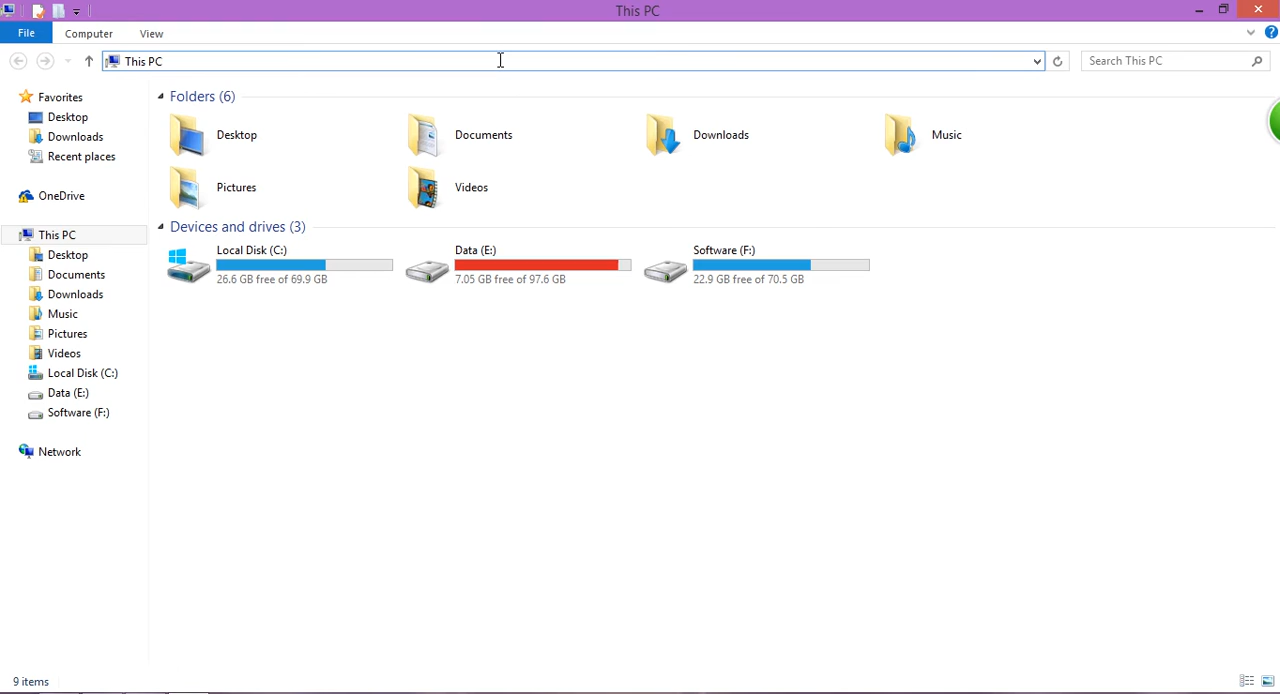 This PC
File Computer View
This PC
Search This PC
Favorites
Desktop
Downloads
Recent places
OneDrive
This PC
Desktop
Documents
Downloads
Music
Pictures
Videos
Local Disk (C:)
Data (E:)
Software (F:)
Network
Folders (6)
Desktop
Documents
Downloads
Music
Pictures
Videos
Devices and drives (3)
Local Disk (C:)
26.6 GB free of 69.9 GB
Data (E:)
7.05 GB free of 97.6 GB
Software (F:)
22.9 GB free of 70.5 GB
9 items